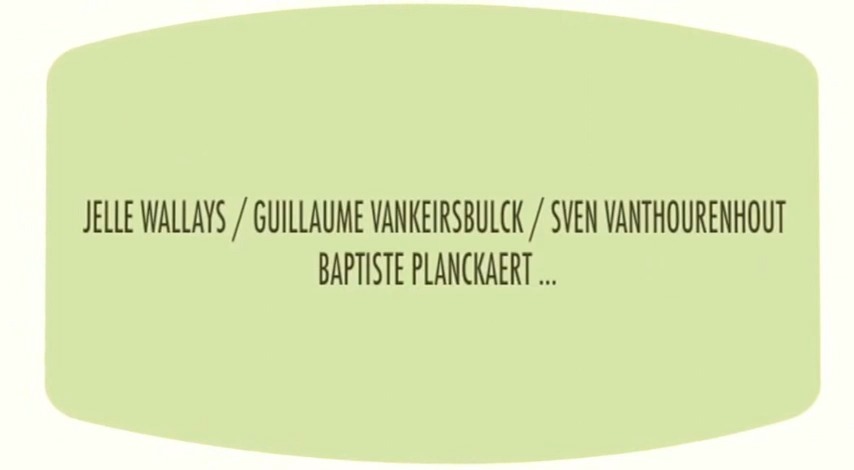 JELLE WALLAYS / GUILLAUME VANKEIRSBULCK / SVEN VANTHOURENHOUT
BAPTISTE PLANCKAERT ...